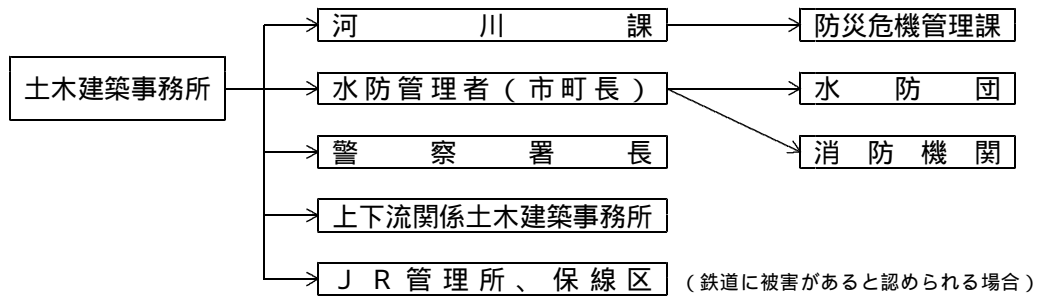 河川課
防災危機管理課
土木建築事務所
水防管理者（市町長）
水防団
警察署長
消防機関
上下流関係土木建築事務所
ＪＲ管理所、保線区
（鉄道に被害があると認められる場合）